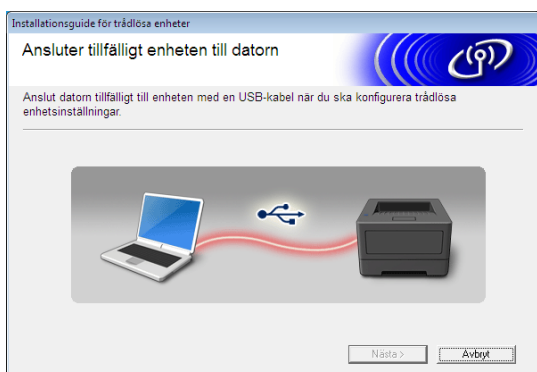 Installationsguide för trådlösa enheter
Ansluter tillfälligt enheten till datorn
Anslut datorn tillfälligt till enheten med en USB-kabel när du ska konfigurera trådlösa
enhetsinställningar.
Nästa >
Avbryt